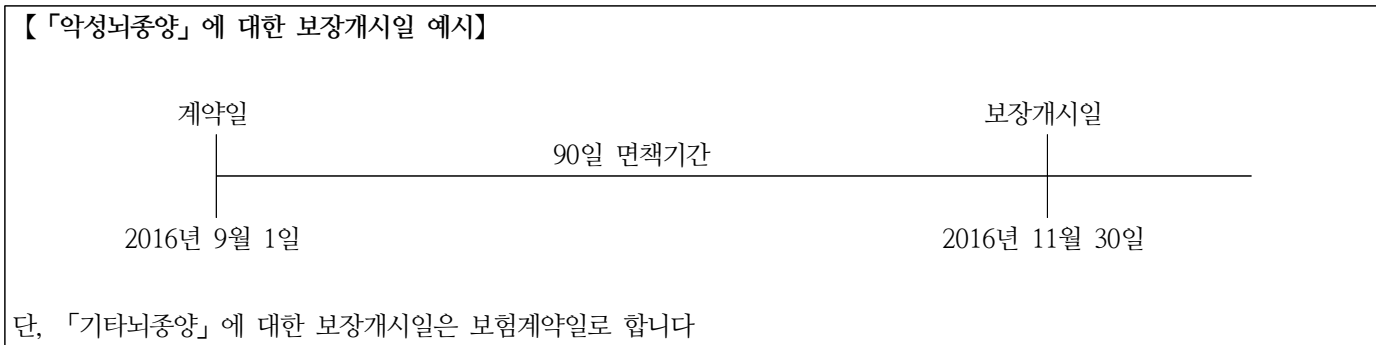 【「악성뇌종양」에 대한 보장개시일 예시】
계약일 보장개시일
90일 면책기간
2016년 9월 1일 2016년 11월 30일
단, 「기타뇌종양」에 대한 보장개시일은 보험계약일로 합니다